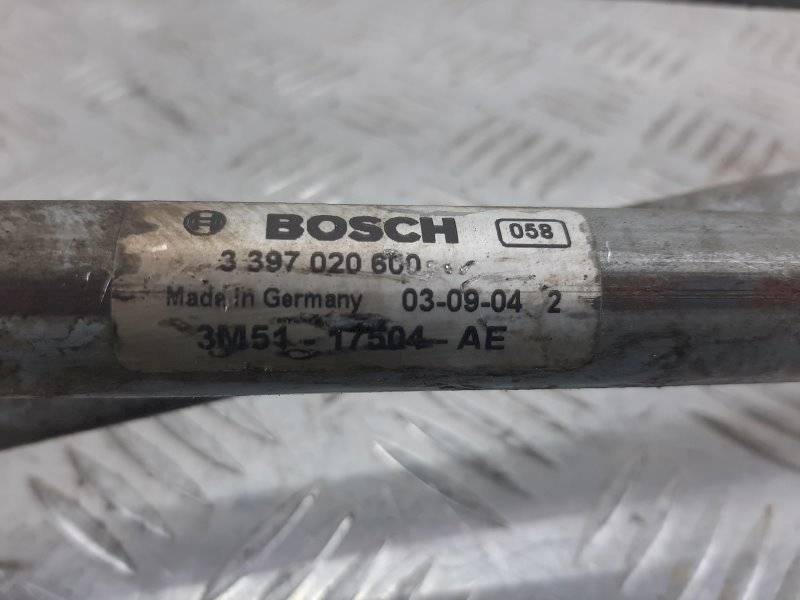 BOSCH 058
3 397 020 600
Made in Germany 03-09-04 2
3M51 - 17504 - AE